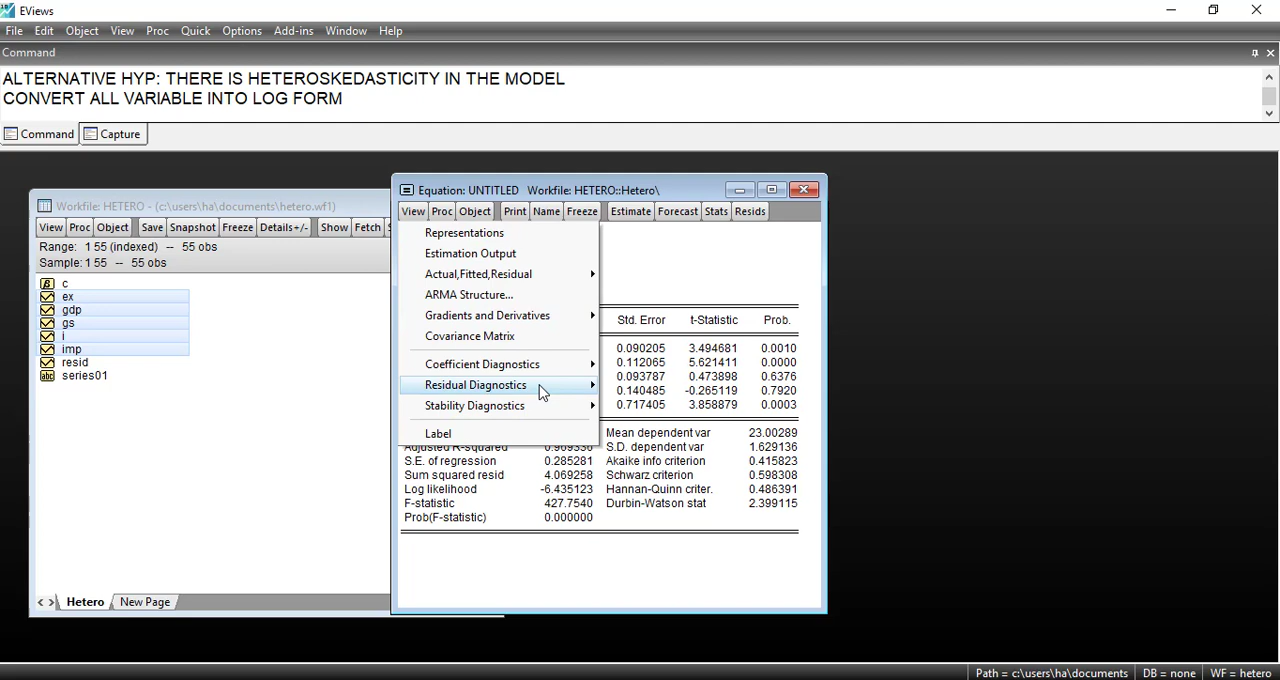 EViews
File Edit Object View Proc Quick Options Add-ins Window Help
Command
ALTERNATIVE HYP: THERE IS HETEROSKEDASTICITY IN THE MODEL
CONVERT ALL VARIABLE INTO LOG FORM
Command Capture
Workfile: HETERO - (c:\users\ha\documents\hetero.wf1)
View Proc Object Save Snapshot Freeze Details+/- Show Fetch
Range: 1 55 (indexed) -- 55 obs
Sample: 1 55 -- 55 obs
c
ex
gdp
gs
i
imp
resid
series01
Hetero New Page
Equation: UNTITLED Workfile: HETERO::Hetero\
View Proc Object Print Name Freeze Estimate Forecast Stats Resids
Representations
Estimation Output
Actual,Fitted,Residual
ARMA Structure...
Gradients and Derivatives
Covariance Matrix
Coefficient Diagnostics
Residual Diagnostics
Stability Diagnostics
Label
Std. Error t-Statistic Prob.
0.090205 3.494681 0.0010
0.112065 5.621411 0.0000
0.093787 0.473898 0.6376
0.140485 -0.265119 0.7920
0.717405 3.858879 0.0003
Mean dependent var 23.00289
Adjusted R-squared 0.969336 S.D. dependent var 1.629136
S.E. of regression 0.285281 Akaike info criterion 0.415823
Sum squared resid 4.069258 Schwarz criterion 0.598308
Log likelihood -6.435123 Hannan-Quinn criter. 0.486391
F-statistic 427.7540 Durbin-Watson stat 2.399115
Prob(F-statistic) 0.000000
Path = c:\users\ha\documents DB = none WF = hetero